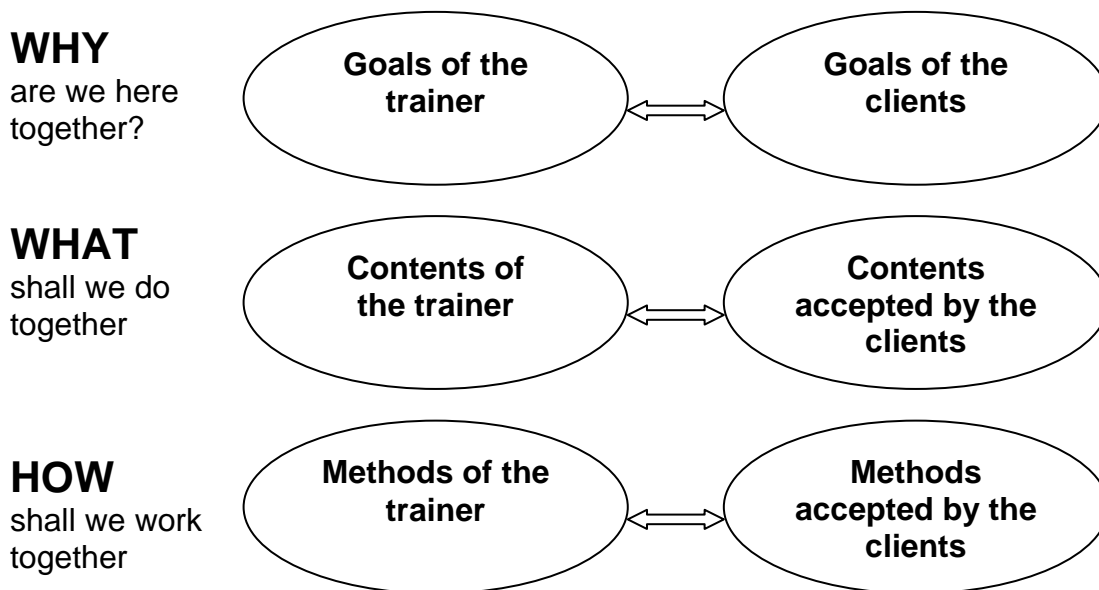 WHY
are we here
together?
Goals of the
trainer
Goals of the
clients
WHAT
shall we do
together
Contents of
the trainer
Contents
accepted by the
clients
HOW
shall we work
together
Methods of the
trainer
Methods
accepted by the
clients